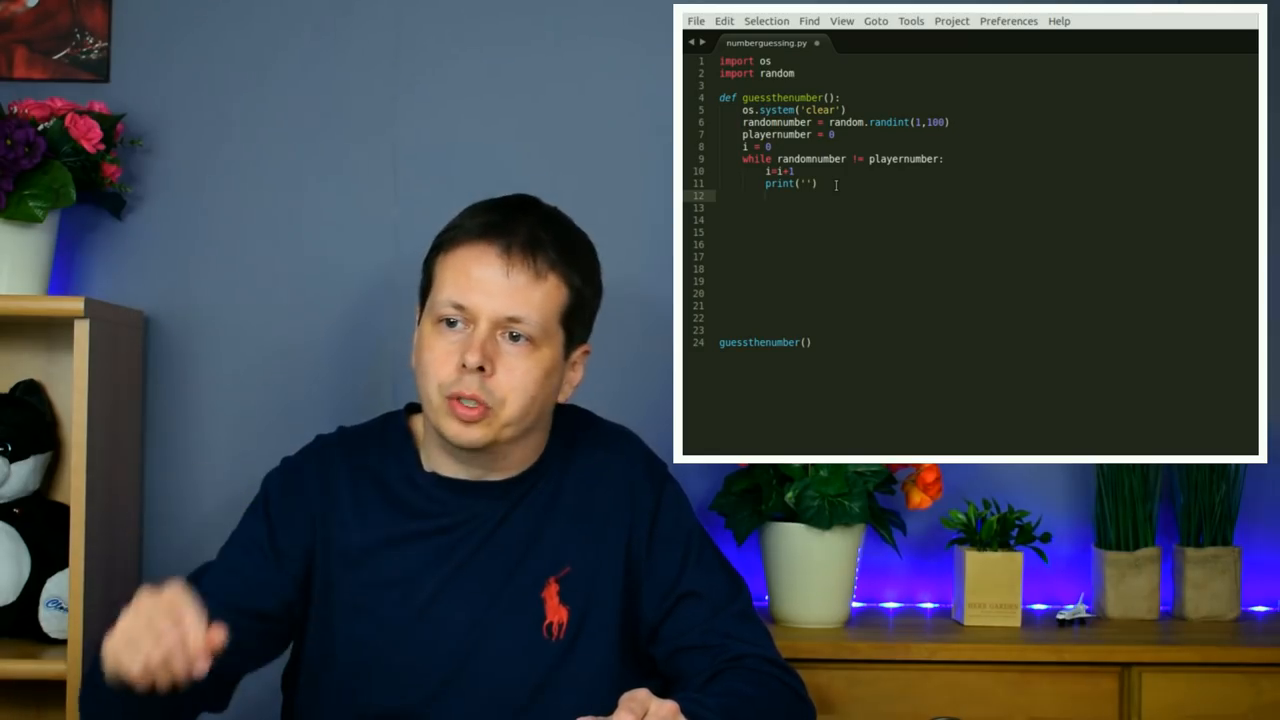 File Edit Selection Find View Goto Tools Project Preferences Help
numberguessing.py
1 import os
2 import random
3
4 def guessthenumber():
5 os.system('clear')
6 randomnumber = random.randint(1,100)
7 playernumber = 0
8 i = 0
9 while randomnumber != playernumber:
10 i=i+1
11 print('')
12
13
14
15
16
17
18
19
20
21
22
23
24 guessthenumber()